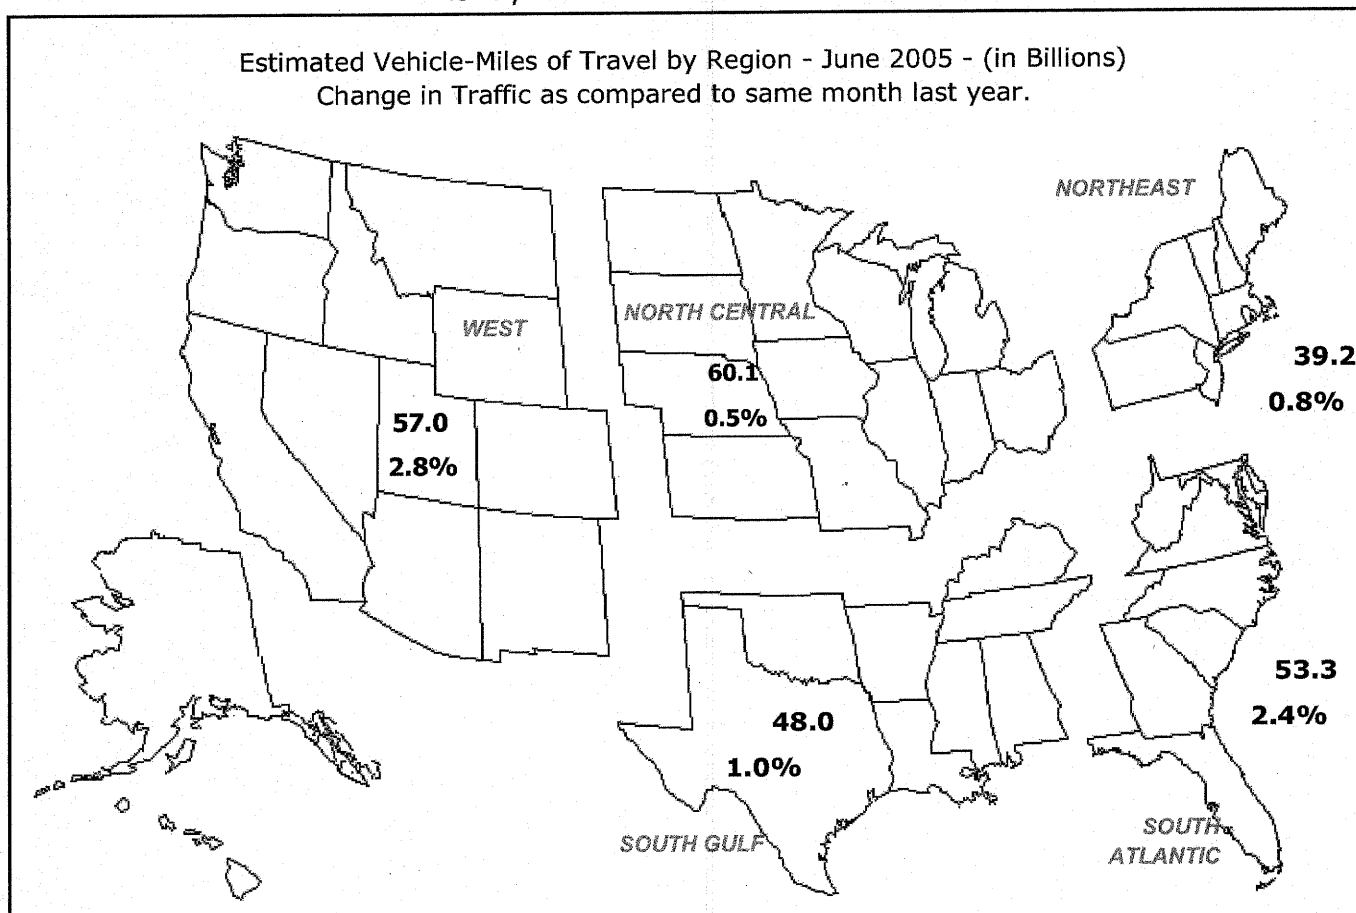 Estimated Vehicle-Miles of Travel by Region - June 2005 - (in Billions)
Change in Traffic as compared to same month last year.
NORTHEAST
39.2
0.8%
WEST
57.0
2.8%
NORTH CENTRAL
60.1
0.5%
53.3
2.4%
SOUTH
ATLANTIC
48.0
1.0%
SOUTH GULF